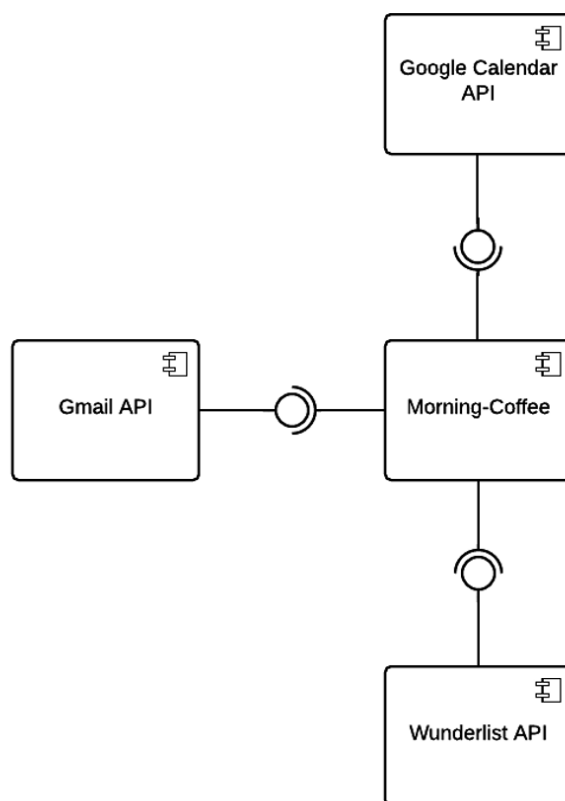 Google Calendar
API
Gmail API
Morning-Coffee
Wunderlist API